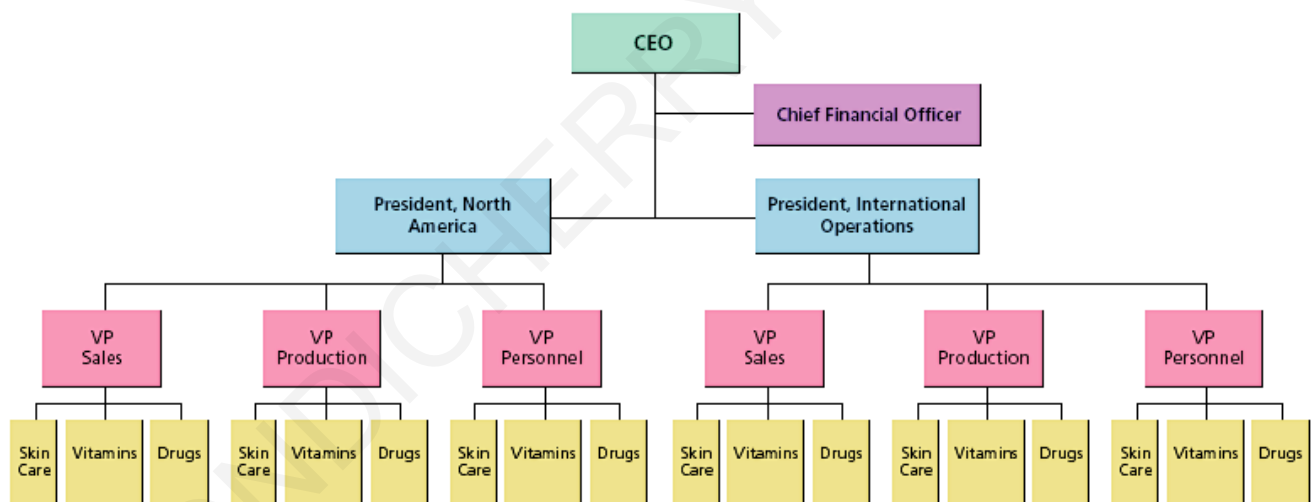 CEO
Chief Financial Officer
President, North
America
President, International
Operations
VP
Sales
VP
Production
VP
Personnel
VP
Sales
VP
Production
VP
Personnel
Skin
Care
Vitamins
Drugs
Skin
Care
Vitamins
Drugs
Skin
Care
Vitamins
Drugs
Skin
Care
Vitamins
Drugs
Skin
Care
Vitamins
Drugs
Skin
Care
Vitamins
Drugs
NDICHERRY